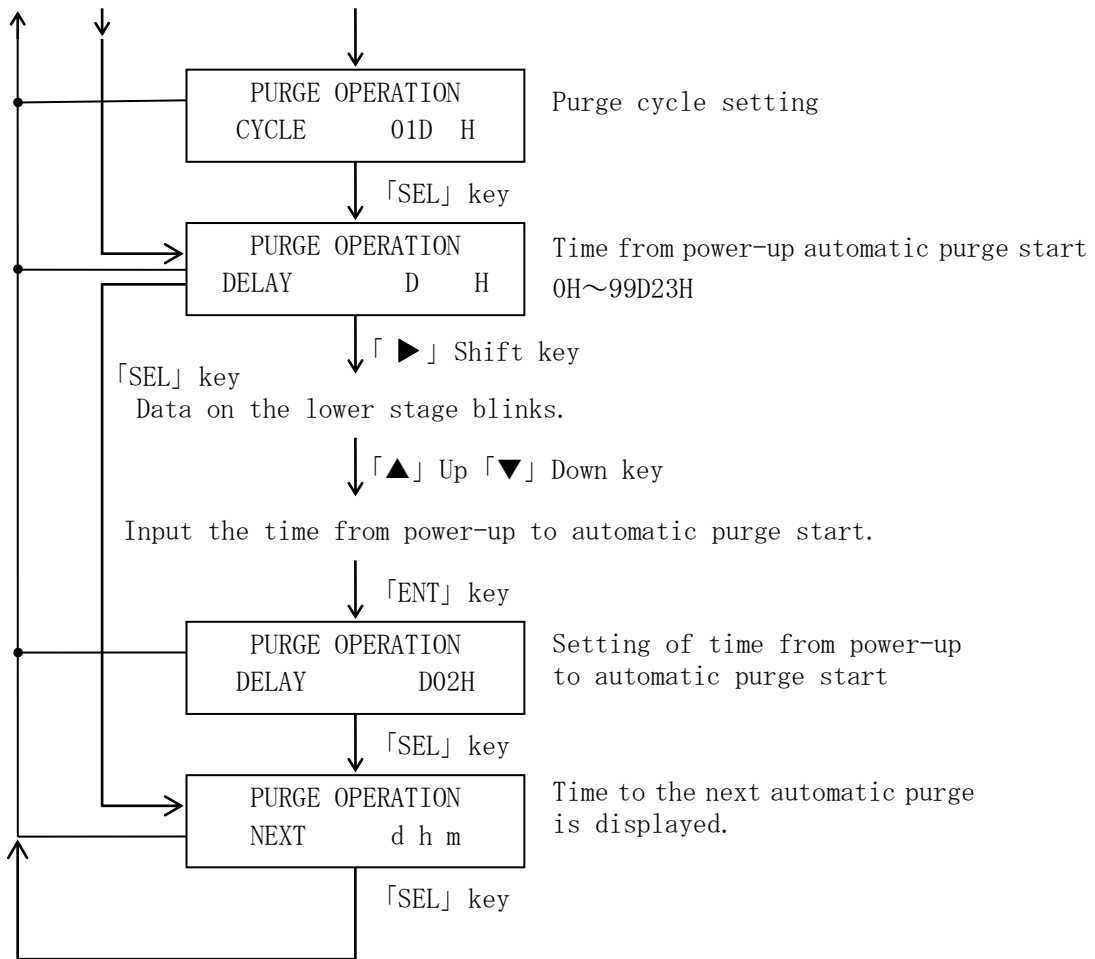 PURGE OPERATION
CYCLE 01D H
Purge cycle setting
「SEL」 key
PURGE OPERATION
DELAY D H
Time from power-up automatic purge start
0H～99D23H
「 ▶」 Shift key
「SEL」 key
Data on the lower stage blinks.
「▲」 Up 「▼」 Down key
Input the time from power-up to automatic purge start.
「ENT」 key
PURGE OPERATION
DELAY D02H
Setting of time from power-up
to automatic purge start
「SEL」 key
PURGE OPERATION
NEXT d h m
Time to the next automatic purge
is displayed.
「SEL」 key